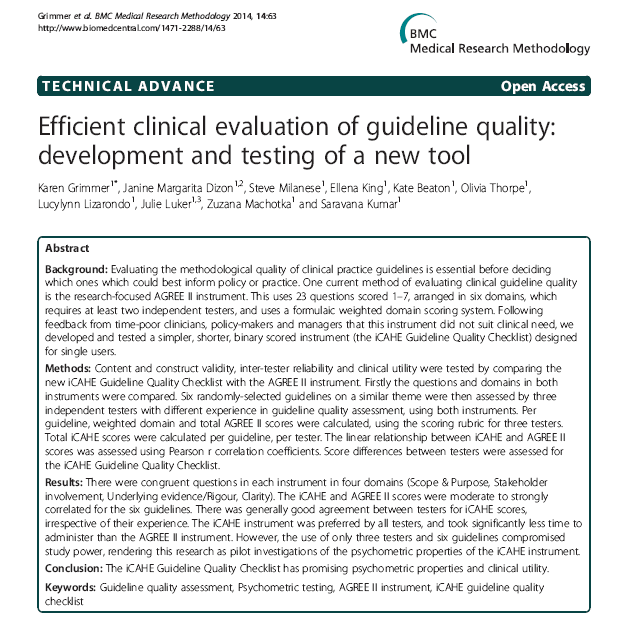 Grimmer et al. BMC Medical Research Methodology 2014, 14:63
http://www.biomedcentral.com/1471-2288/14/63
BMC
Medical Research Methodology
TECHNICAL ADVANCE
Open Access
Efficient clinical evaluation of guideline quality:
development and testing of a new tool
Karen Grimmer1*, Janine Margarita Dizon1,2, Steve Milanese1, Ellena King1, Kate Beaton1, Olivia Thorpe1,
Lucylynn Lizarondo1, Julie Luker1,3, Zuzana Machotka1 and Saravana Kumar1
Abstract
Background: Evaluating the methodological quality of clinical practice guidelines is essential before deciding
which ones which could best inform policy or practice. One current method of evaluating clinical guideline quality
is the research-focused AGREE II instrument. This uses 23 questions scored 1–7, arranged in six domains, which
requires at least two independent testers, and uses a formulaic weighted domain scoring system. Following
feedback from time-poor clinicians, policy-makers and managers that this instrument did not suit clinical need, we
developed and tested a simpler, shorter, binary scored instrument (the iCAHE Guideline Quality Checklist) designed
for single users.
Methods: Content and construct validity, inter-tester reliability and clinical utility were tested by comparing the
new iCAHE Guideline Quality Checklist with the AGREE II instrument. Firstly the questions and domains in both
instruments were compared. Six randomly-selected guidelines on a similar theme were then assessed by three
independent testers with different experience in guideline quality assessment, using both instruments. Per
guideline, weighted domain and total AGREE II scores were calculated, using the scoring rubric for three testers.
Total iCAHE scores were calculated per guideline, per tester. The linear relationship between iCAHE and AGREE II
scores was assessed using Pearson r correlation coefficients. Score differences between testers were assessed for
the iCAHE Guideline Quality Checklist.
Results: There were congruent questions in each instrument in four domains (Scope & Purpose, Stakeholder
involvement, Underlying evidence/Rigour, Clarity). The iCAHE and AGREE II scores were moderate to strongly
correlated for the six guidelines. There was generally good agreement between testers for iCAHE scores,
irrespective of their experience. The iCAHE instrument was preferred by all testers, and took significantly less time to
administer than the AGREE II instrument. However, the use of only three testers and six guidelines compromised
study power, rendering this research as pilot investigations of the psychometric properties of the iCAHE instrument.
Conclusion: The iCAHE Guideline Quality Checklist has promising psychometric properties and clinical utility.
Keywords: Guideline quality assessment, Psychometric testing, AGREE II instrument, iCAHE guideline quality
checklist